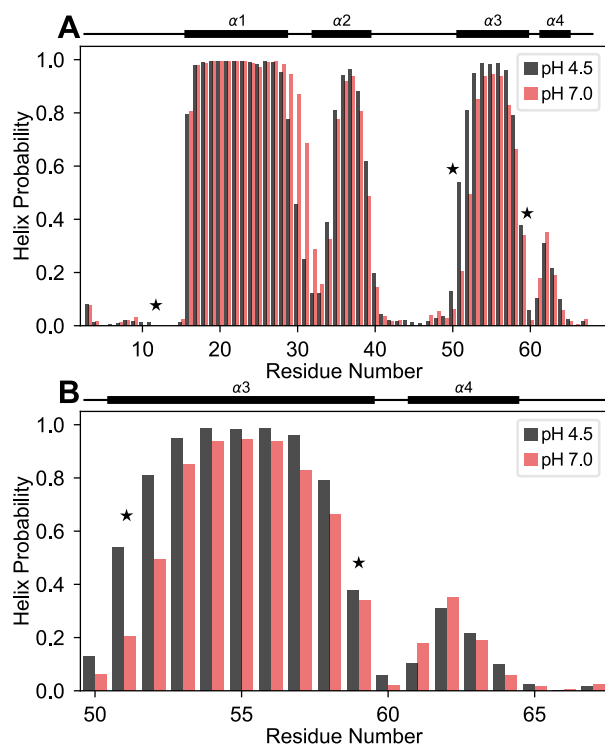 A
α1 α2 α3 α4
1.0
0.8
0.6
0.4
0.2
0.0
Helix Probability
pH 4.5
pH 7.0
10 20 30 40 50 60
Residue Number
B
α3 α4
1.0
0.8
0.6
0.4
0.2
0.0
Helix Probability
pH 4.5
pH 7.0
50 55 60 65
Residue Number